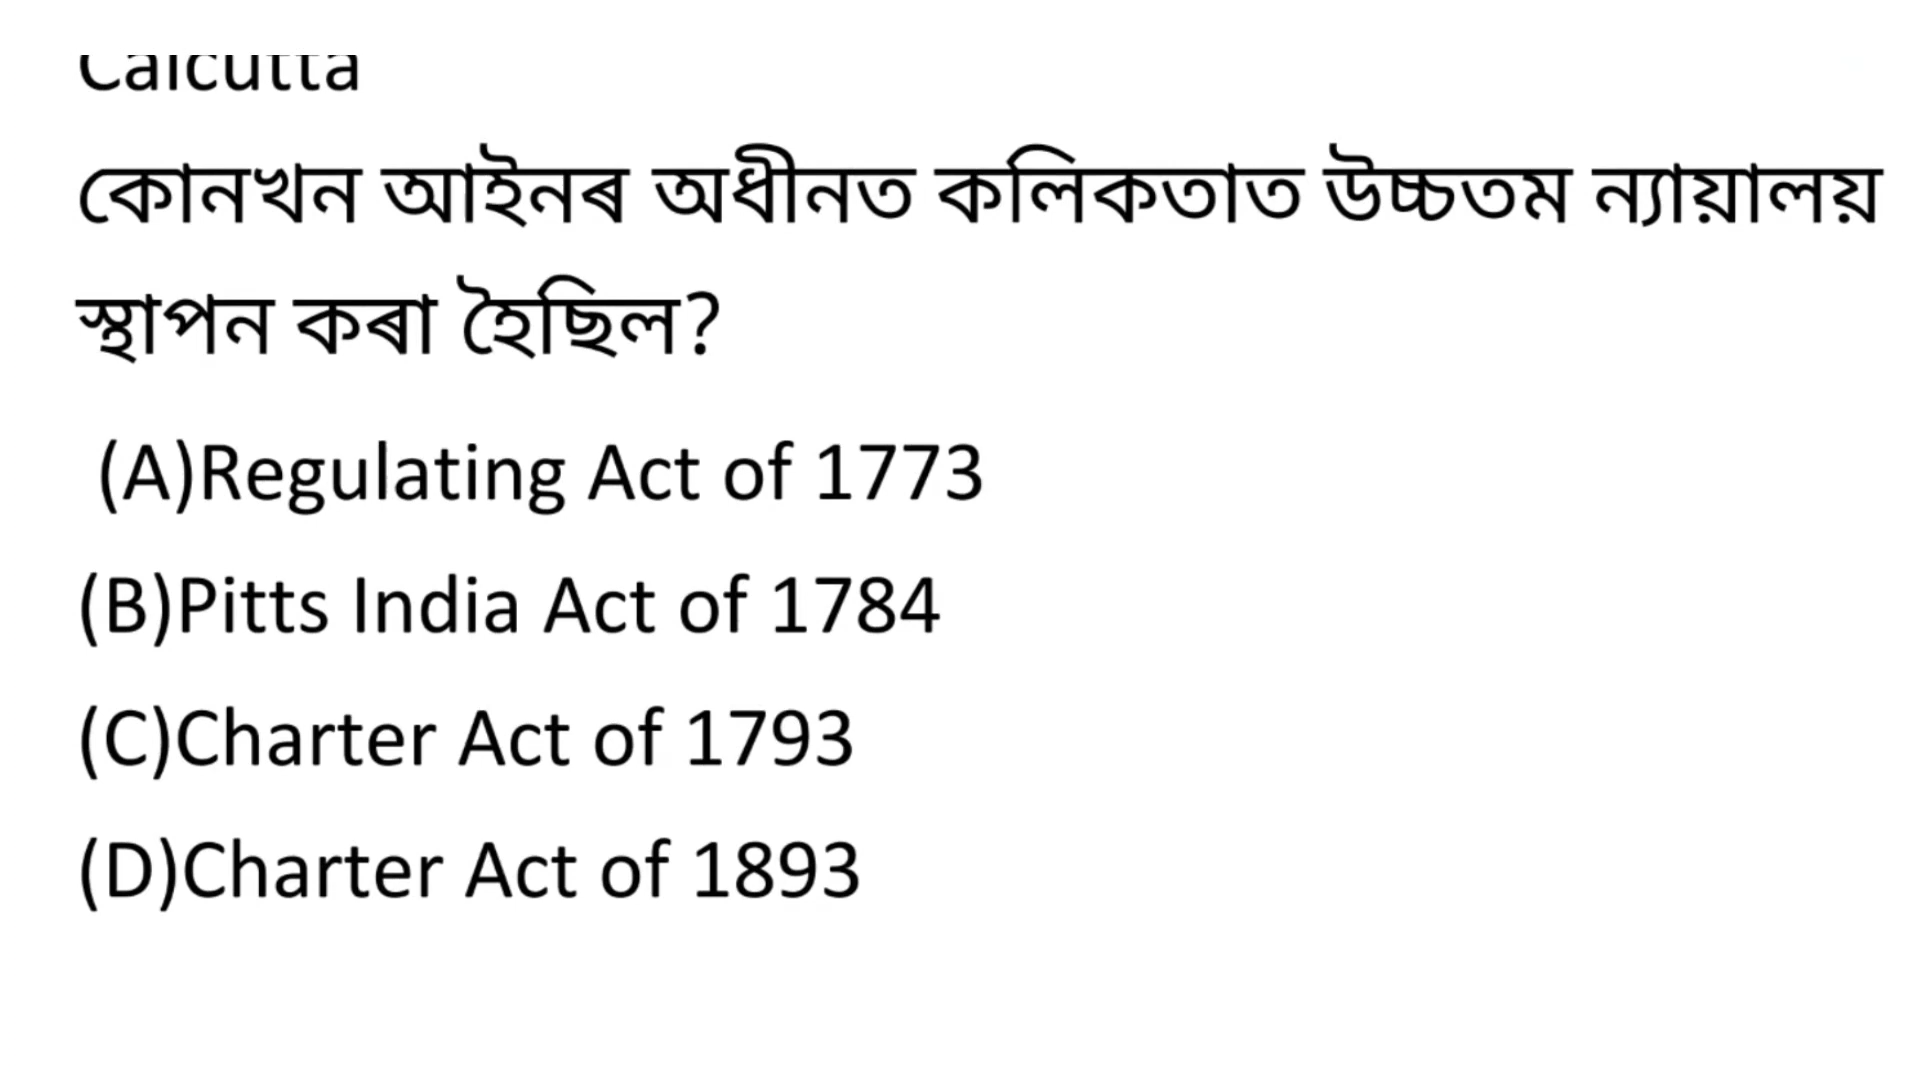 Calcutta
কোনখন আইনৰ অধীনত কলিকতাত উচ্চতম ন্যায়ালয়
স্থাপন কৰা হৈছিল?
(A)Regulating Act of 1773
(B)Pitts India Act of 1784
(C)Charter Act of 1793
(D)Charter Act of 1893